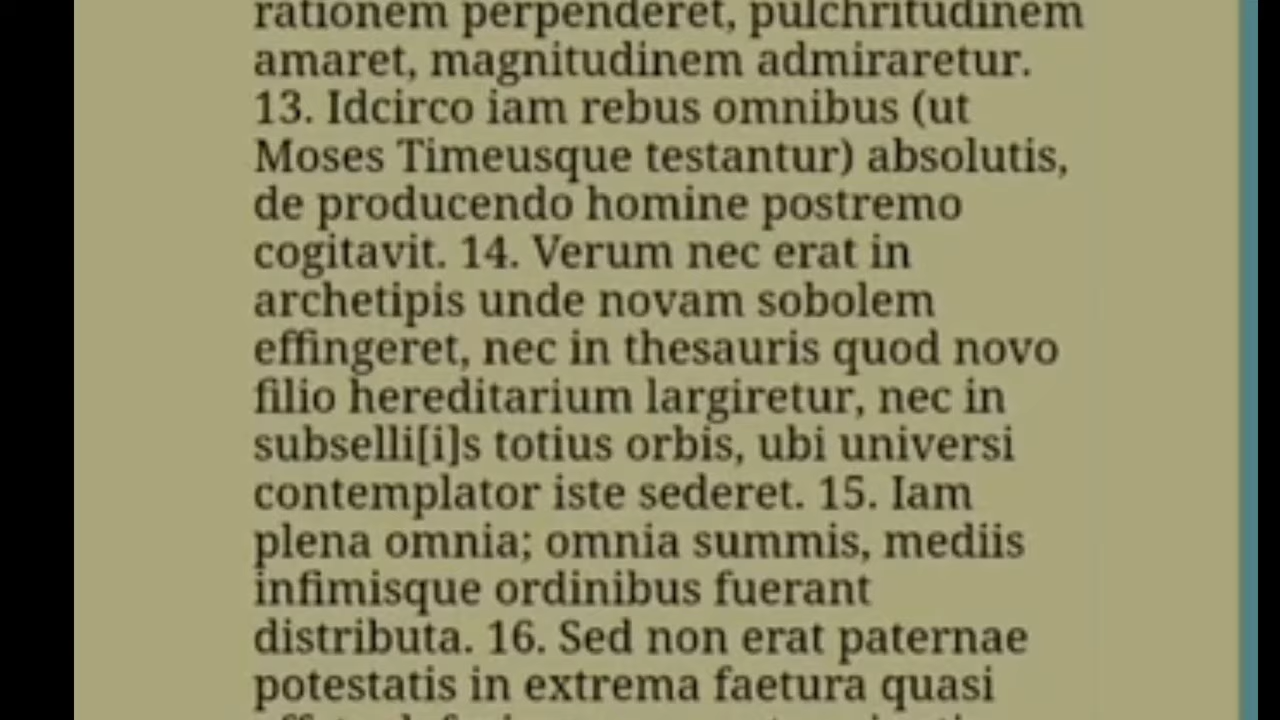 rationem perpenderet, pulchritudinem
amaret, magnitudinem admiraretur.
13. Idcirco iam rebus omnibus (ut
Moses Timeusque testantur) absolutis,
de producendo homine postremo
cogitavit. 14. Verum nec erat in
archetipis unde novam sobolem
effingeret, nec in thesauris quod novo
filio hereditarium largiretur, nec in
subselli[i]s totius orbis, ubi universi
contemplator iste sederet. 15. Iam
plena omnia; omnia summis, mediis
infimisque ordinibus fuerant
distributa. 16. Sed non erat paternae
potestatis in extrema faetura quasi